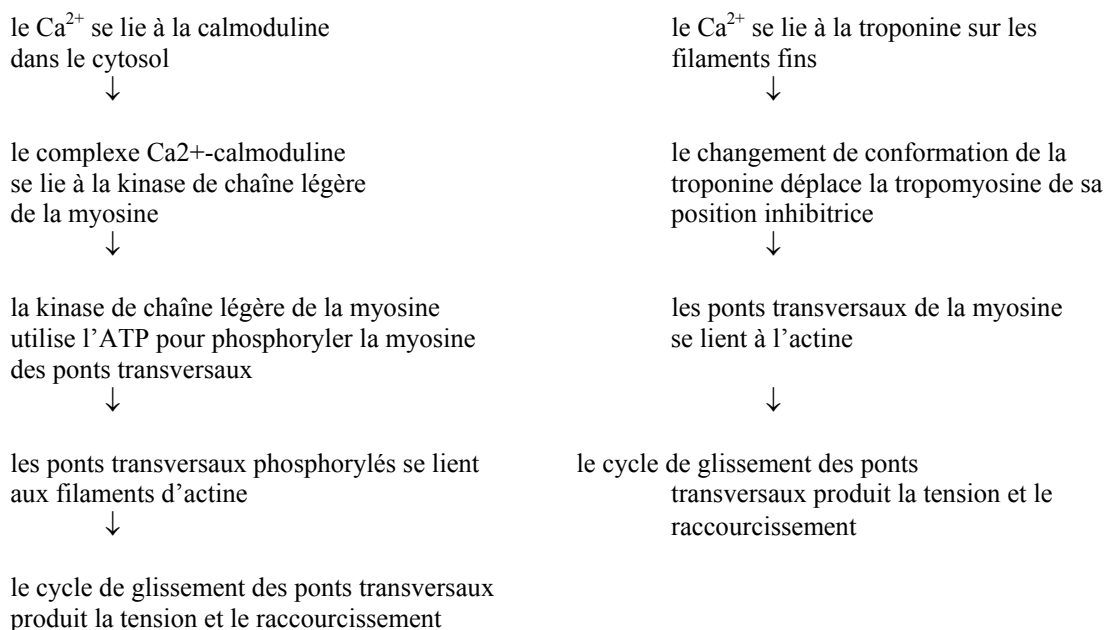 le Ca²⁺ se lie à la calmoduline
dans le cytosol
↓
le complexe Ca2+-calmoduline
se lie à la kinase de chaîne légère
de la myosine
↓
la kinase de chaîne légère de la myosine
utilise l’ATP pour phosphoryler la myosine
des ponts transversaux
↓
les ponts transversaux phosphorylés se lient
aux filaments d’actine
↓
le cycle de glissement des ponts transversaux
produit la tension et le raccourcissement
le Ca²⁺ se lie à la troponine sur les
filaments fins
↓
le changement de conformation de la
troponine déplace la tropomyosine de sa
position inhibitrice
↓
les ponts transversaux de la myosine
se lient à l’actine
↓
le cycle de glissement des ponts
transversaux produit la tension et le
raccourcissement